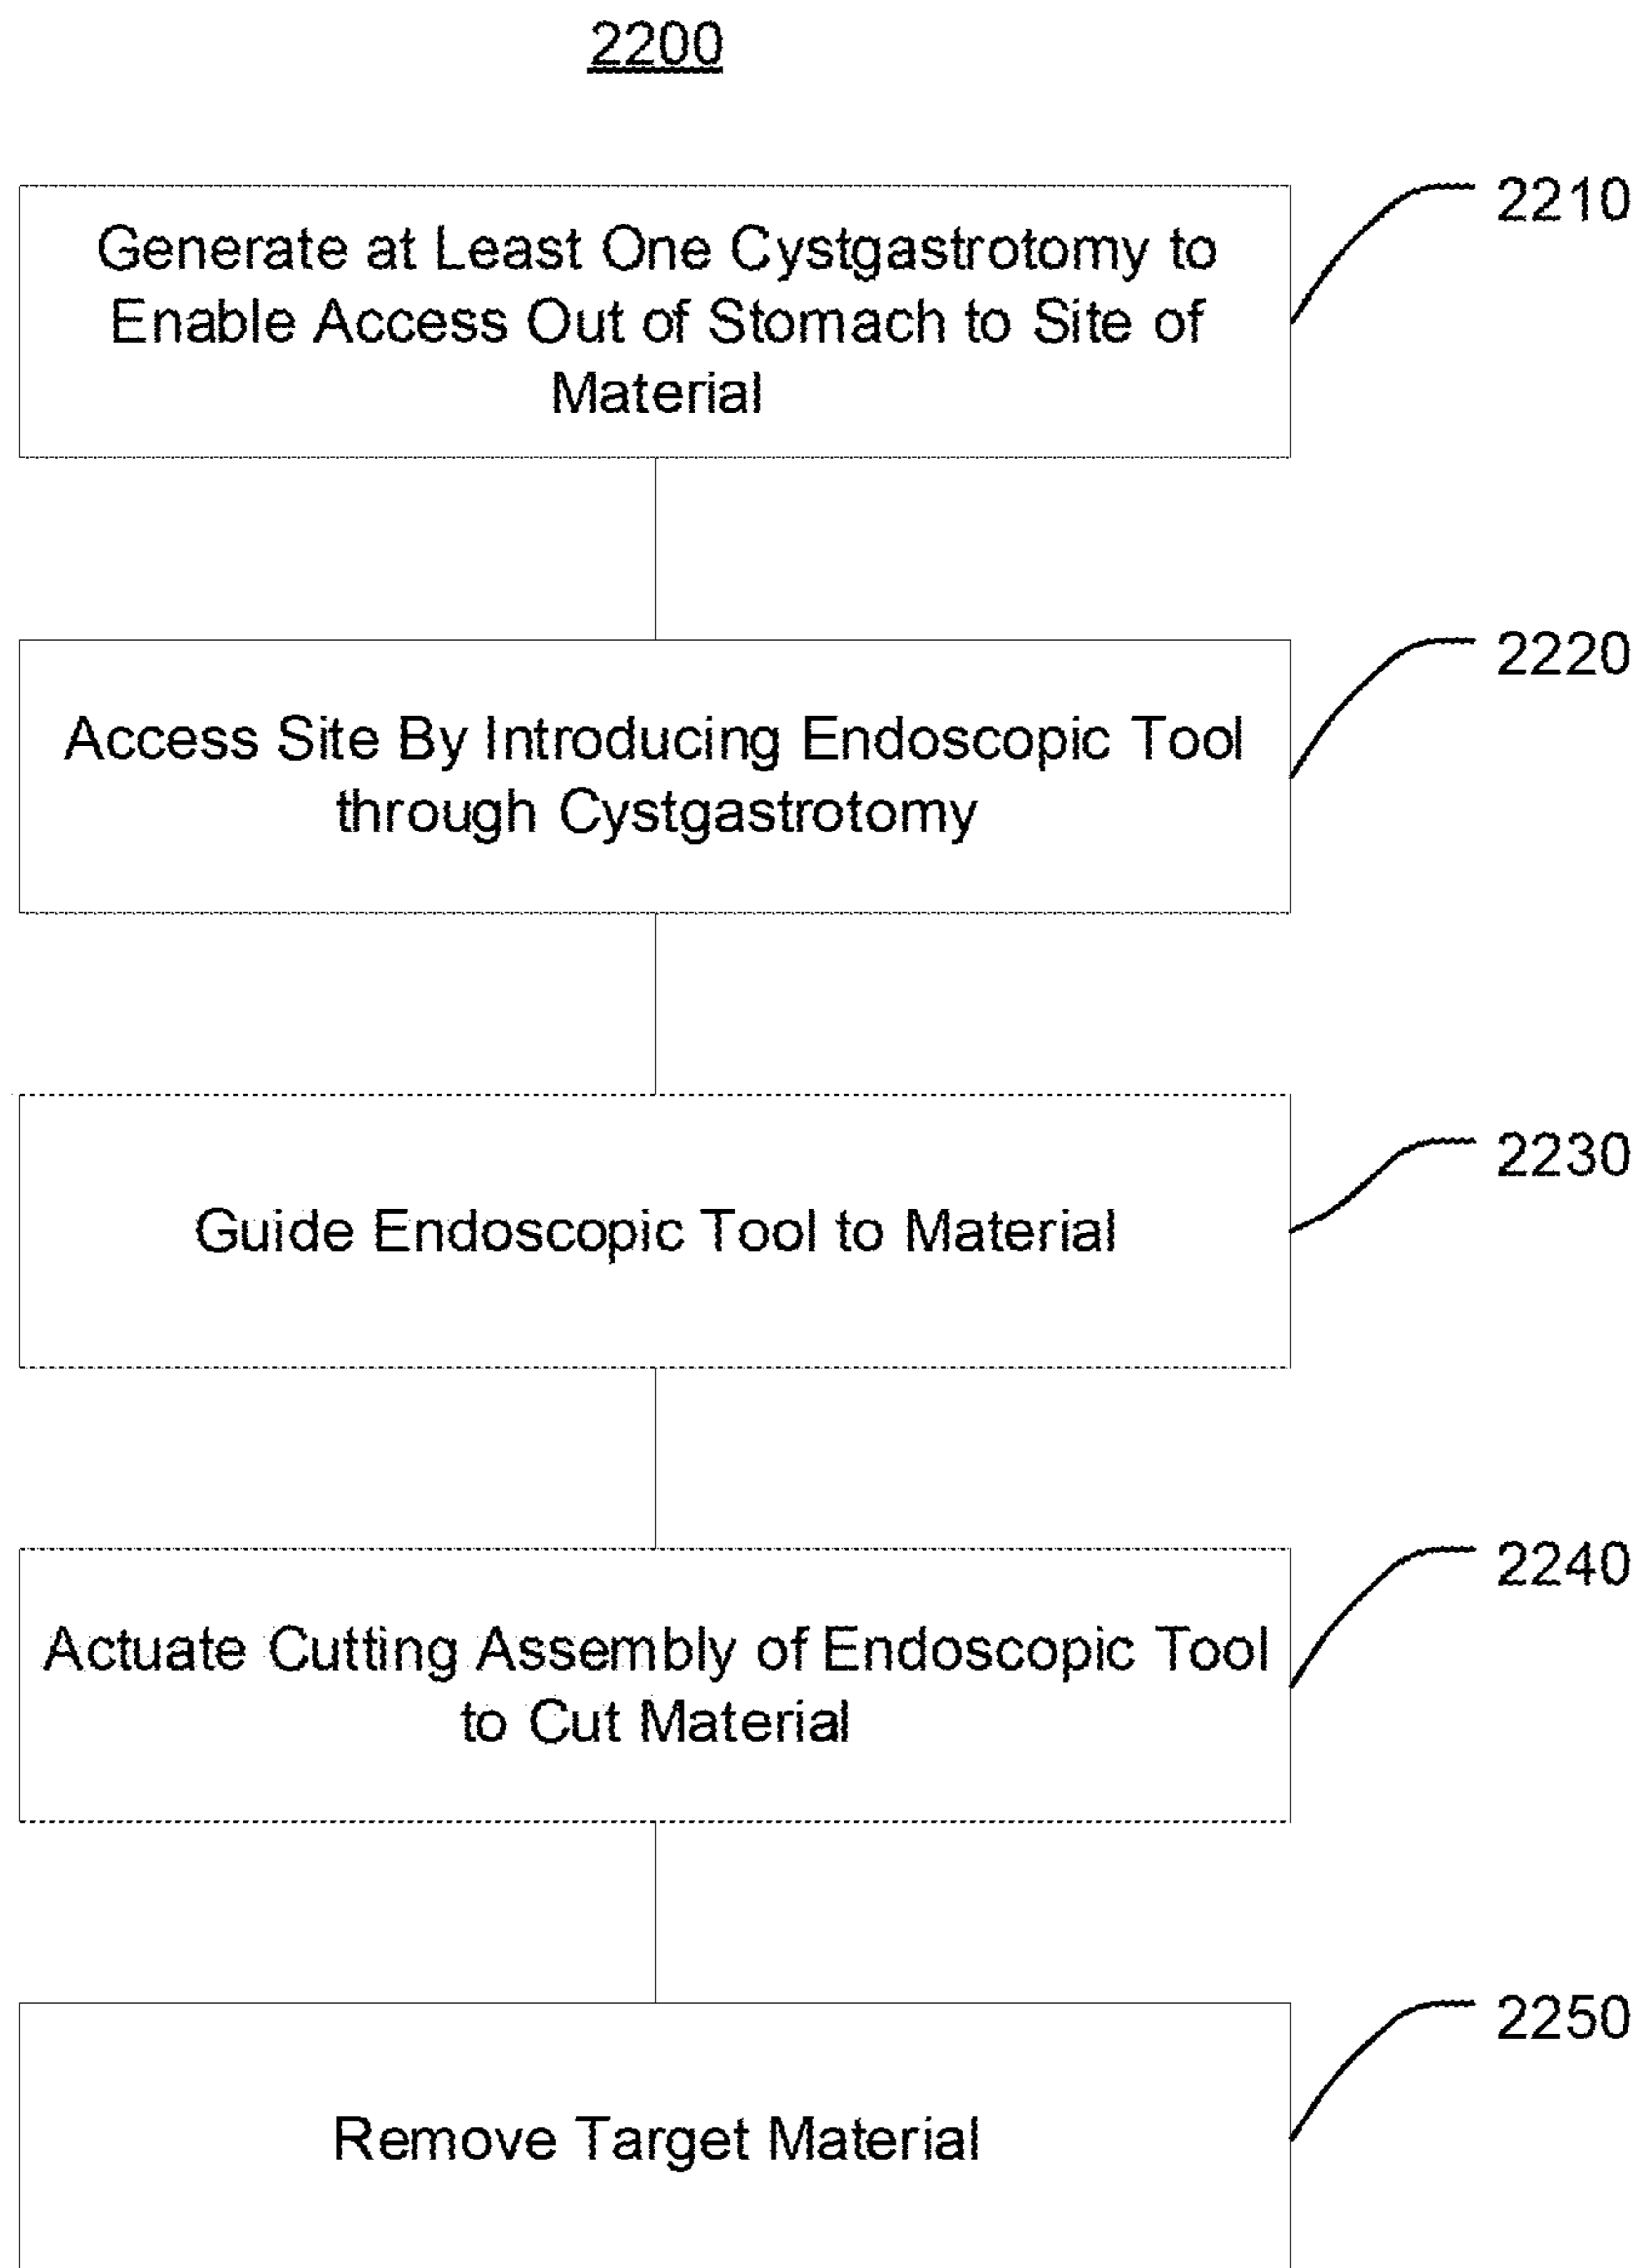 2200
2210
Generate at Least One Cystgastrotomy to
Enable Access Out of Stomach to Site of
Material
2220
Access Site By Introducing Endoscopic Tool
through Cystgastrotomy
2230
Guide Endoscopic Tool to Material
2240
Actuate Cutting Assembly of Endoscopic Tool
to Cut Material
2250
Remove Target Material